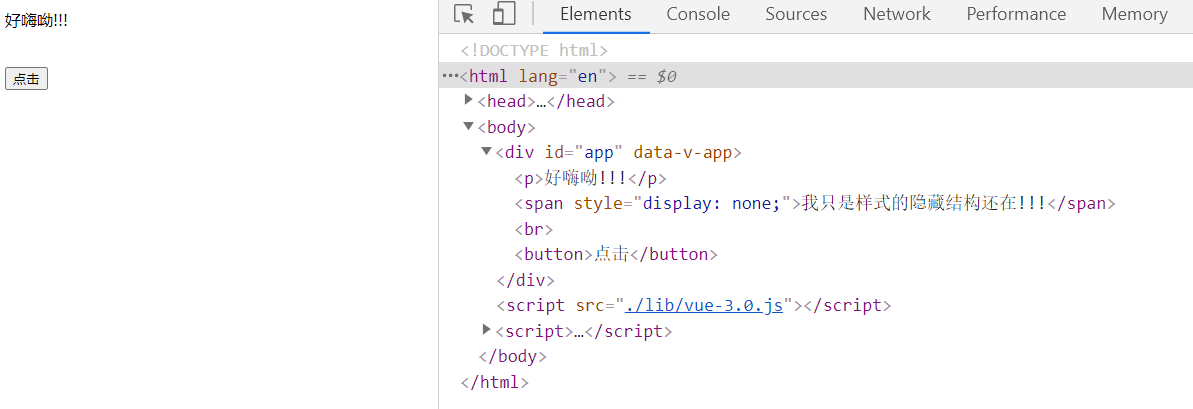 好嗨呦!!!
点击
Elements Console Sources Network Performance Memory
<!DOCTYPE html>
…<html lang="en"> == $0
<head>…</head>
<body>
<div id="app" data-v-app>
<p>好嗨呦!!!</p>
<span style="display: none;">我只是样式的隐藏结构还在!!!</span>
<br>
<button>点击</button>
</div>
<script src="./lib/vue-3.0.js"></script>
<script>…</script>
</body>
</html>